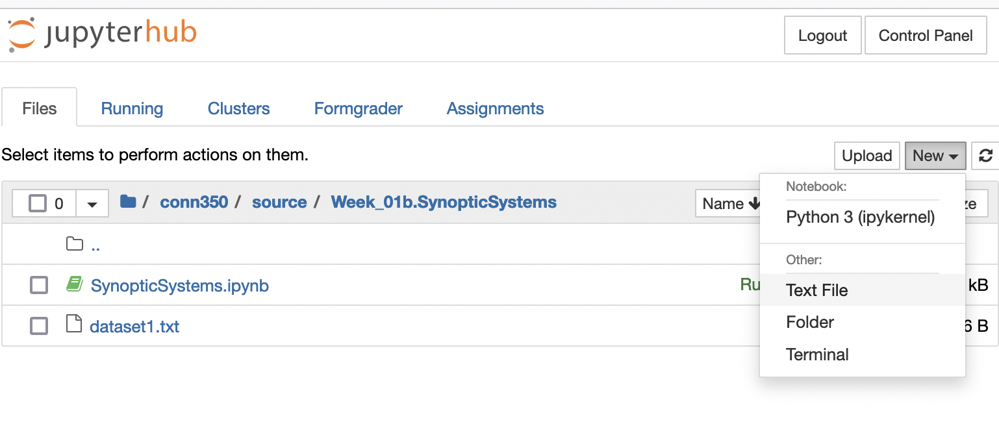 jupyterhub Logout Control Panel
Files Running Clusters Formgrader Assignments
Select items to perform actions on them. Upload New
0 / conn350 / source / Week_01b.SynopticSystems Name
Notebook:
Python 3 (ipykernel)
..
Other:
SynopticSystems.ipynb kB
Text File
Folder
dataset1.txt 6 B
Terminal